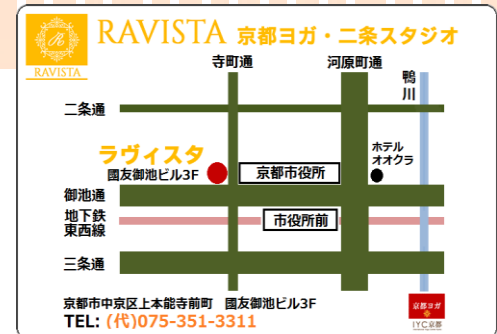 RAVISTA 京都ヨガ・二条スタジオ
RAVISTA
寺町通
河原町通
鴨川
二条通
ラヴィスタ
國友御池ビル3F
京都市役所
ホテル
オオクラ
御池通
地下鉄
東西線
市役所前
三条通
京都市中京区上本能寺前町 國友御池ビル3F
TEL: (代)075-351-3311
京都ヨガ
IYC京都